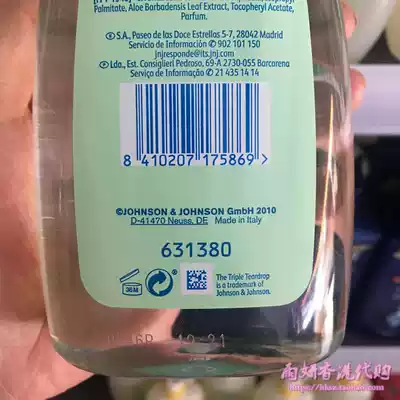 Palmitate, Aloe Barbadensis Leaf Extract, Tocopheryl Acetate,
Parfum.
S.A., Paseo de las Doce Estrellas 5-7, 28042 Madrid
Servicio de Información 902 101 150
jnjresponde@its.jnj.com
Lda., Est. Consiglieri Pedroso, 69-A 2730-055 Barcarena
Serviço de Informação 21 435 14 14
8 410207 175869 >
©JOHNSON & JOHNSON GmbH 2010
D-41470 Neuss, DE Made in Italy
631380
36M
The Triple Teardrop
is a trademark of
Johnson & Johnson.
南妍香港代购